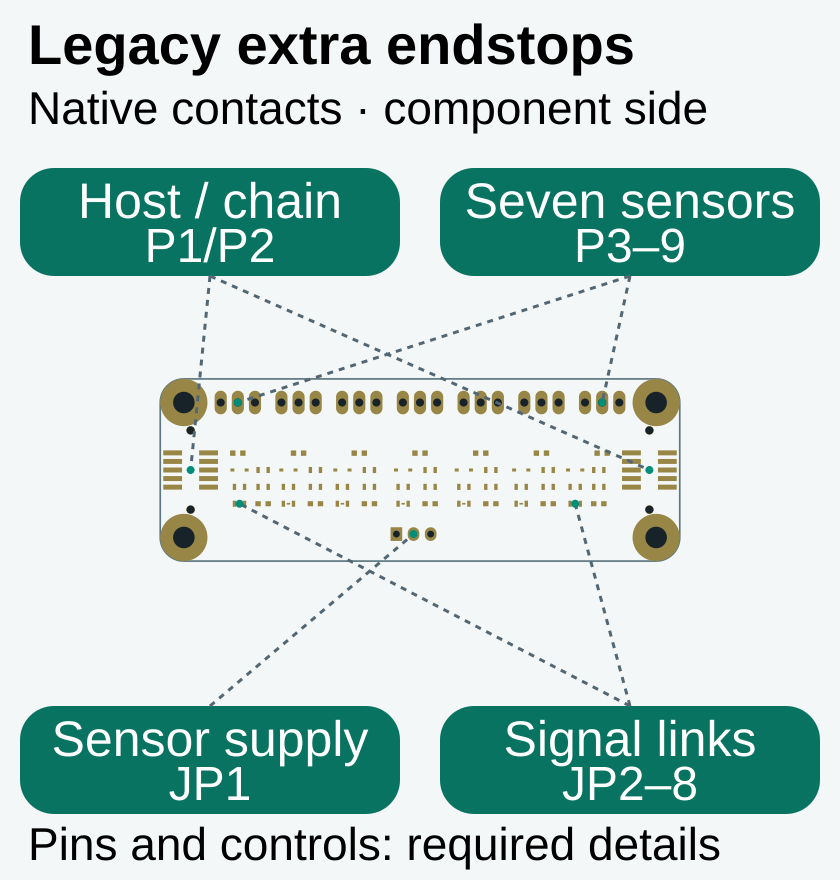 Legacy extra endstops
Native contacts · component side
Host / chain
P1/P2
Seven sensors
P3–9
Sensor supply
JP1
Signal links
JP2–8
Pins and controls: required details